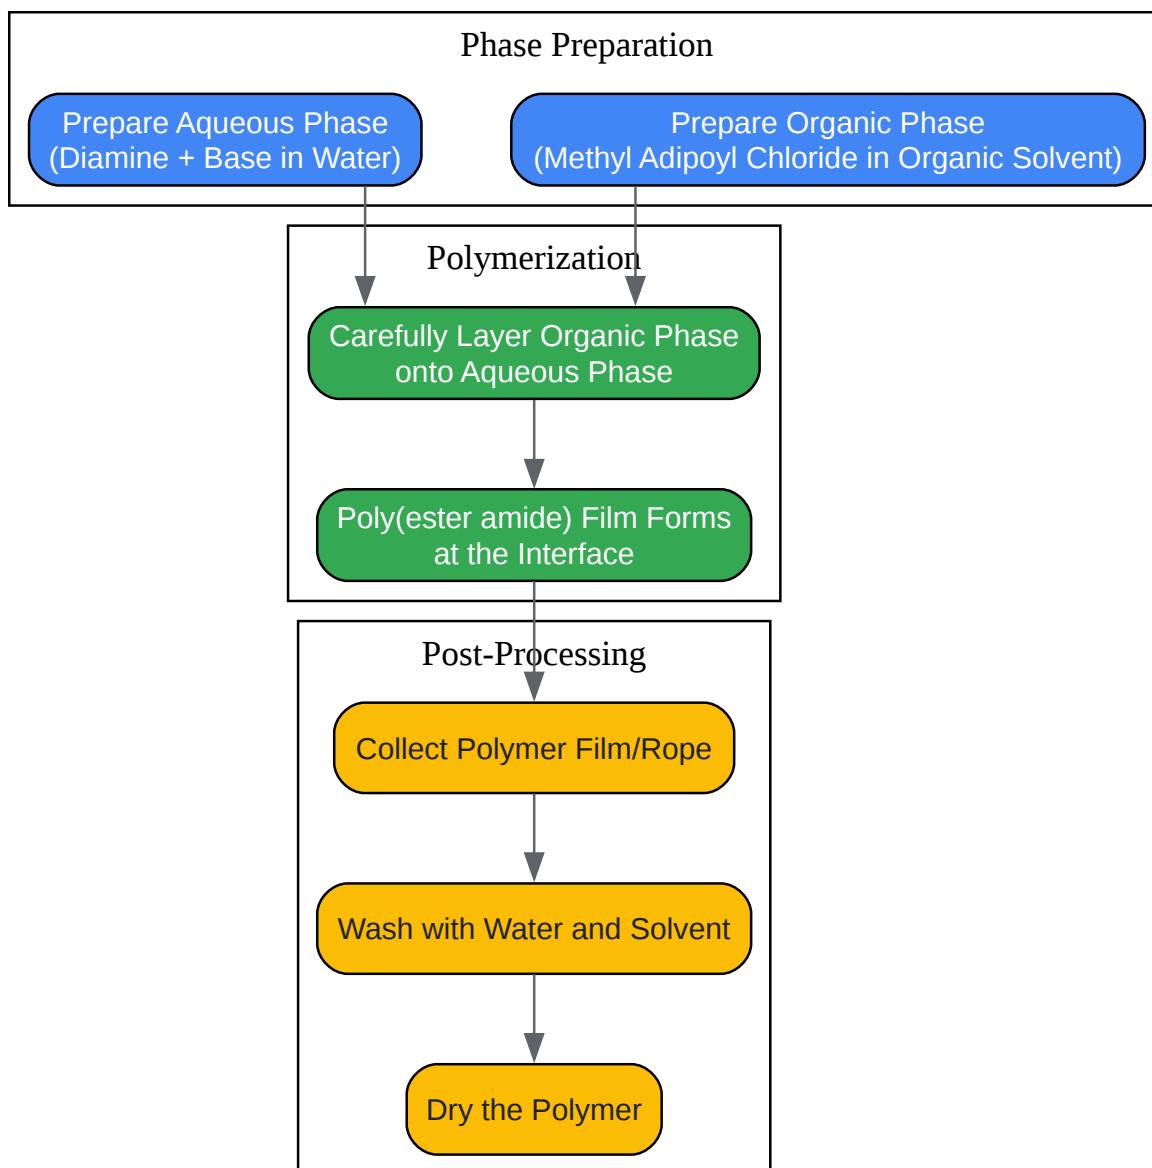 Phase Preparation
Prepare Aqueous Phase
(Diamine + Base in Water)
Prepare Organic Phase
(Methyl Adipoyl Chloride in Organic Solvent)
Polymerization
Carefully Layer Organic Phase
onto Aqueous Phase
Poly(ester amide) Film Forms
at the Interface
Post-Processing
Collect Polymer Film/Rope
Wash with Water and Solvent
Dry the Polymer